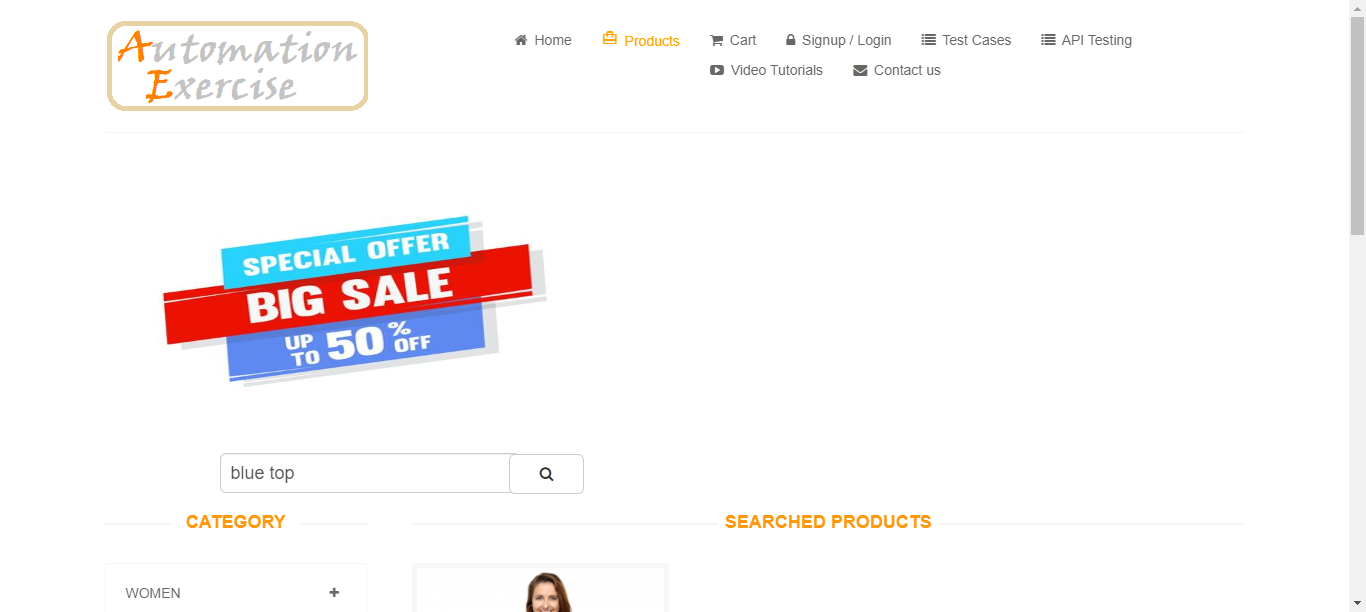 Automation
Exercise
Home
Products
Cart
Signup / Login
Test Cases
API Testing
Video Tutorials
Contact us
SPECIAL OFFER
BIG SALE
UP TO 50% OFF
blue top
CATEGORY
SEARCHED PRODUCTS
WOMEN